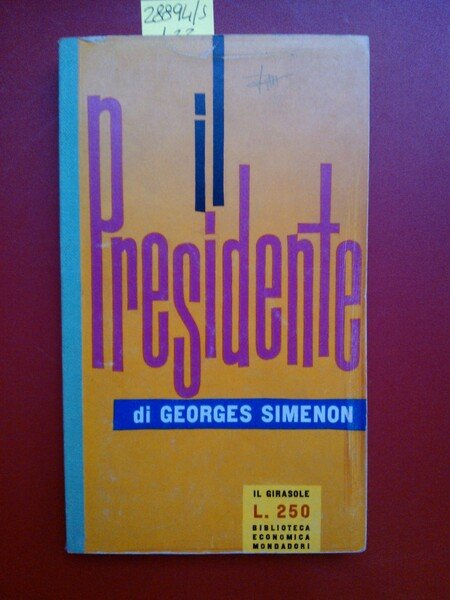 28894/S
il
Presidente
di GEORGES SIMENON
IL GIRASOLE
L. 250
BIBLIOTECA
ECONOMICA
MONDADORI